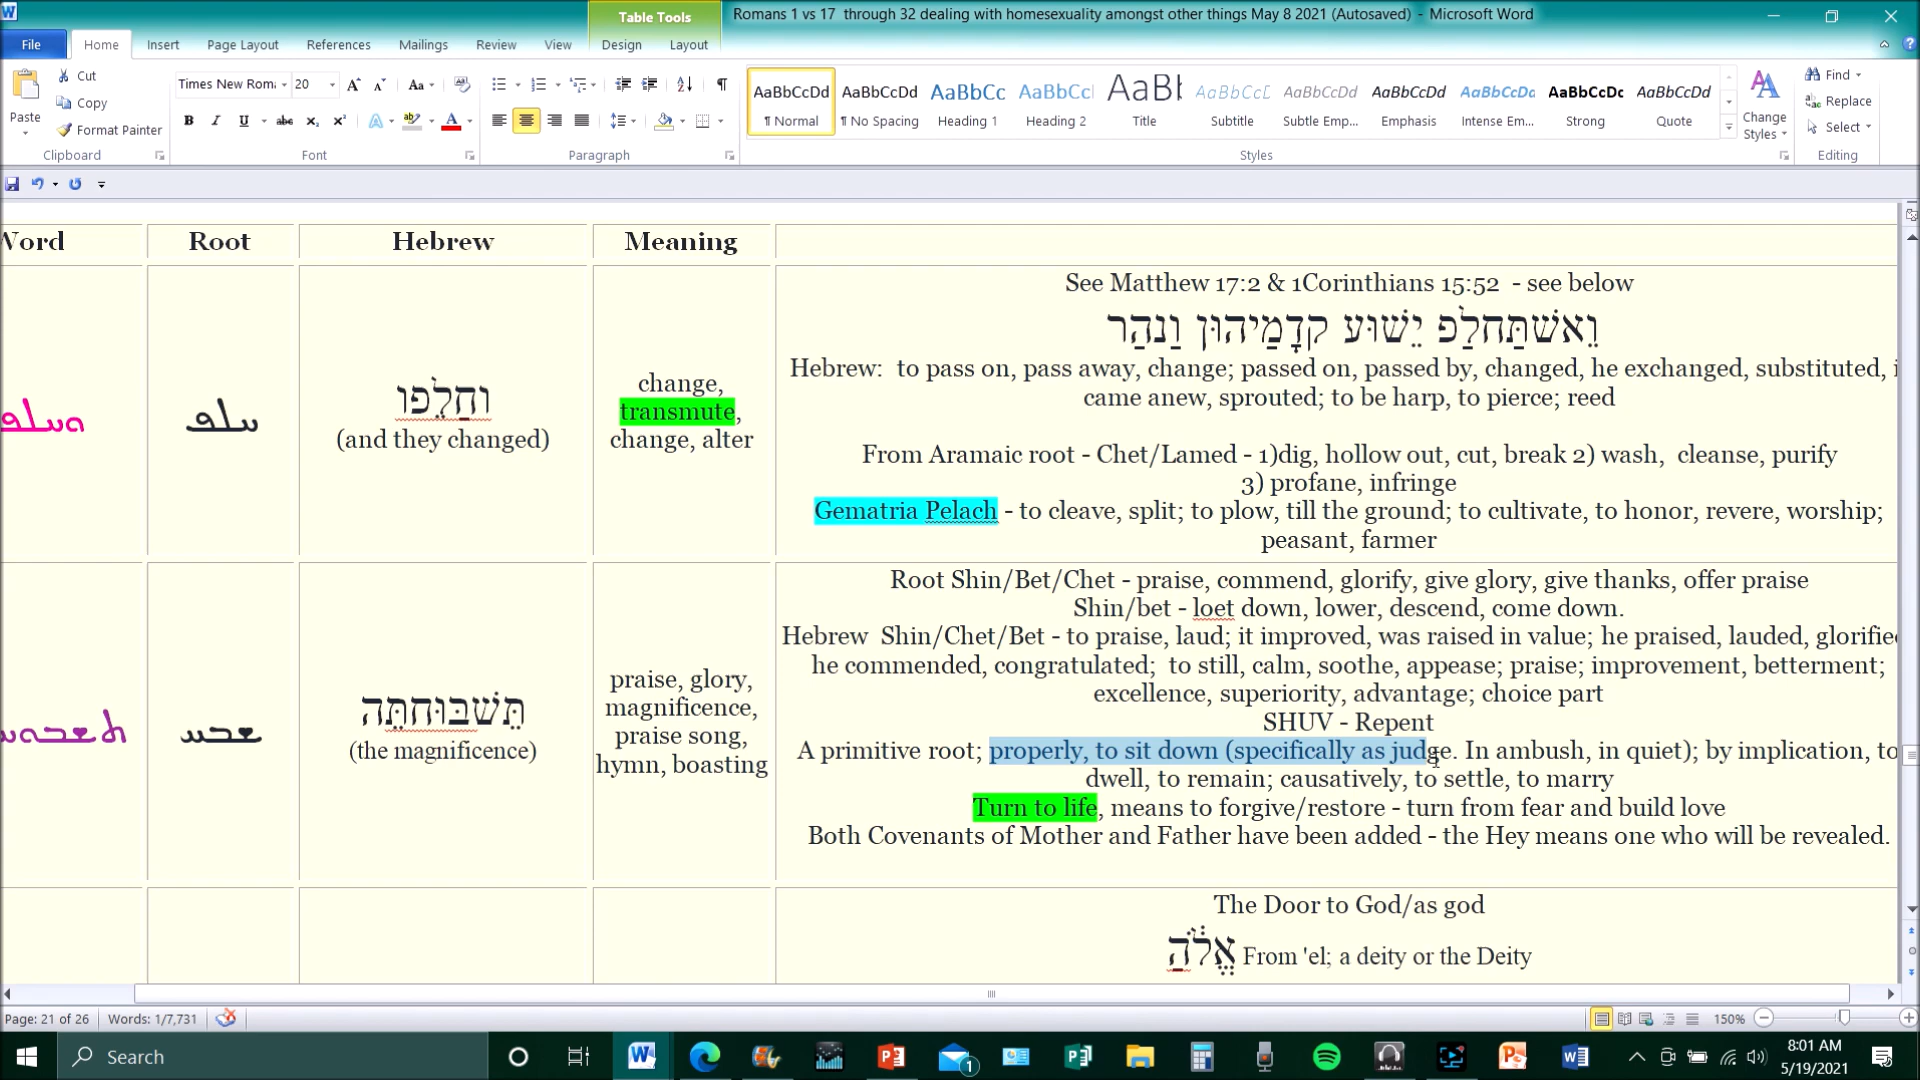 Table Tools
Romans 1 vs 17 through 32 dealing with homesexuality amongst other things May 8 2021 (Autosaved) - Microsoft Word
File Home Insert Page Layout References Mailings Review View Design Layout
Paste
Cut
Copy
Format Painter
Clipboard
Times New Roma 20
Font
Paragraph
AaBbCcDd AaBbCcDd AaBbCc AaBbCcI AaBl AaBbCcL AaBbCcDd AaBbCcDd AaBbCcDd AaBbCcDc AaBbCcDd
¶ Normal ¶ No Spacing Heading 1 Heading 2 Title Subtitle Subtle Emp... Emphasis Intense Em... Strong Quote
Change Styles
Styles
Find
Replace
Select
Editing
Word Root Hebrew Meaning
ܚܠܦ
וחַלֵפֹו
(and they changed)
change,
transmute,
change, alter
See Matthew 17:2 & 1Corinthians 15:52 - see below
וֵאשׁתַּחלַפ יֵשׁוּע קדָמַיהוּן וַנהַר
Hebrew: to pass on, pass away, change; passed on, passed by, changed, he exchanged, substituted, i
came anew, sprouted; to be harp, to pierce; reed
From Aramaic root - Chet/Lamed - 1)dig, hollow out, cut, break 2) wash, cleanse, purify
3) profane, infringe
Gematria Pelach - to cleave, split; to plow, till the ground; to cultivate, to honor, revere, worship;
peasant, farmer
ܫܒܚ
תֵּשׁבּוּחתֵּה
(the magnificence)
praise, glory,
magnificence,
praise song,
hymn, boasting
Root Shin/Bet/Chet - praise, commend, glorify, give glory, give thanks, offer praise
Shin/bet - loet down, lower, descend, come down.
Hebrew Shin/Chet/Bet - to praise, laud; it improved, was raised in value; he praised, lauded, glorified
he commended, congratulated; to still, calm, soothe, appease; praise; improvement, betterment;
excellence, superiority, advantage; choice part
SHUV - Repent
A primitive root; properly, to sit down (specifically as judge. In ambush, in quiet); by implication, to
dwell, to remain; causatively, to settle, to marry
Turn to life, means to forgive/restore - turn from fear and build love
Both Covenants of Mother and Father have been added - the Hey means one who will be revealed.
The Door to God/as god
From 'el; a deity or the Deity
Page: 21 of 26 Words: 1/7,731 150%
Search
8:01 AM
5/19/2021